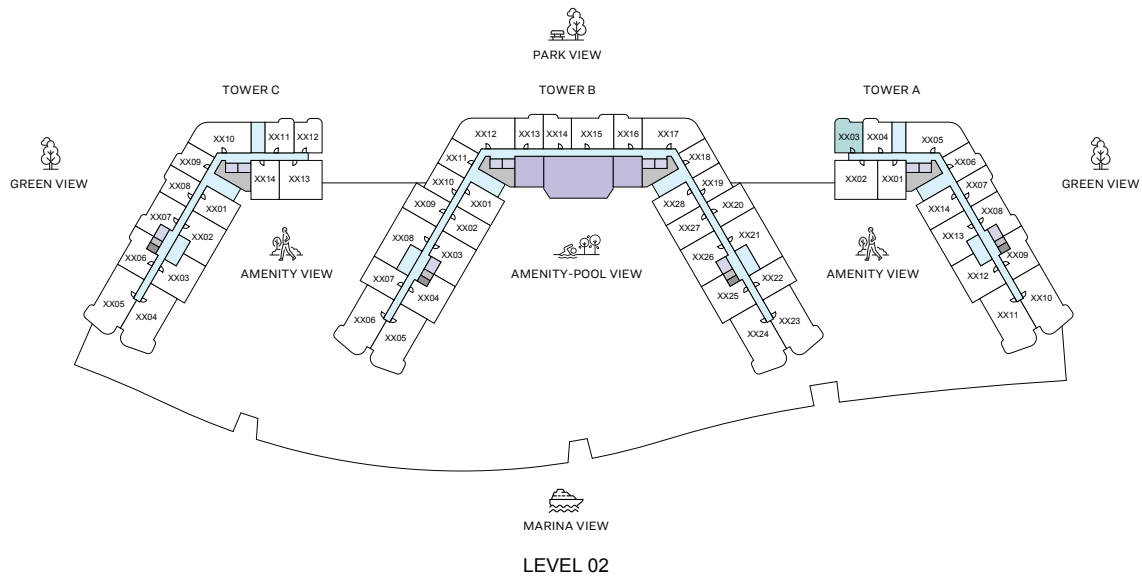 PARK VIEW
TOWER C
TOWER B
TOWER A
XX10
XX11
XX12
XX12
XX13
XX14
XX15
XX16
XX17
XX03
XX04
XX05
GREEN VIEW
GREEN VIEW
XX09
XX08
XX07
XX06
XX05
XX04
XX03
XX02
XX01
XX14
XX13
XX11
XX10
XX09
XX08
XX07
XX06
XX05
XX04
XX03
XX02
XX01
XX18
XX19
XX20
XX21
XX22
XX23
XX24
XX25
XX26
XX27
XX28
XX02
XX01
XX06
XX07
XX08
XX09
XX10
XX11
XX12
XX13
XX14
AMENITY VIEW
AMENITY-POOL VIEW
AMENITY VIEW
MARINA VIEW
LEVEL 02